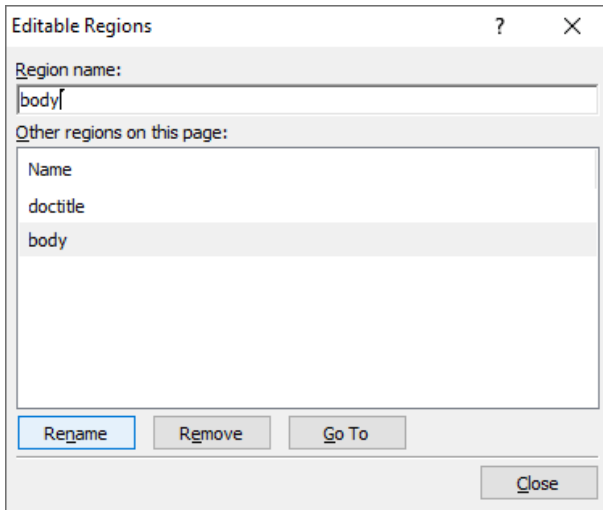 Editable Regions ? ×
Region name:
body
Other regions on this page:
Name
doctitle
body
Rename Remove Go To
Close